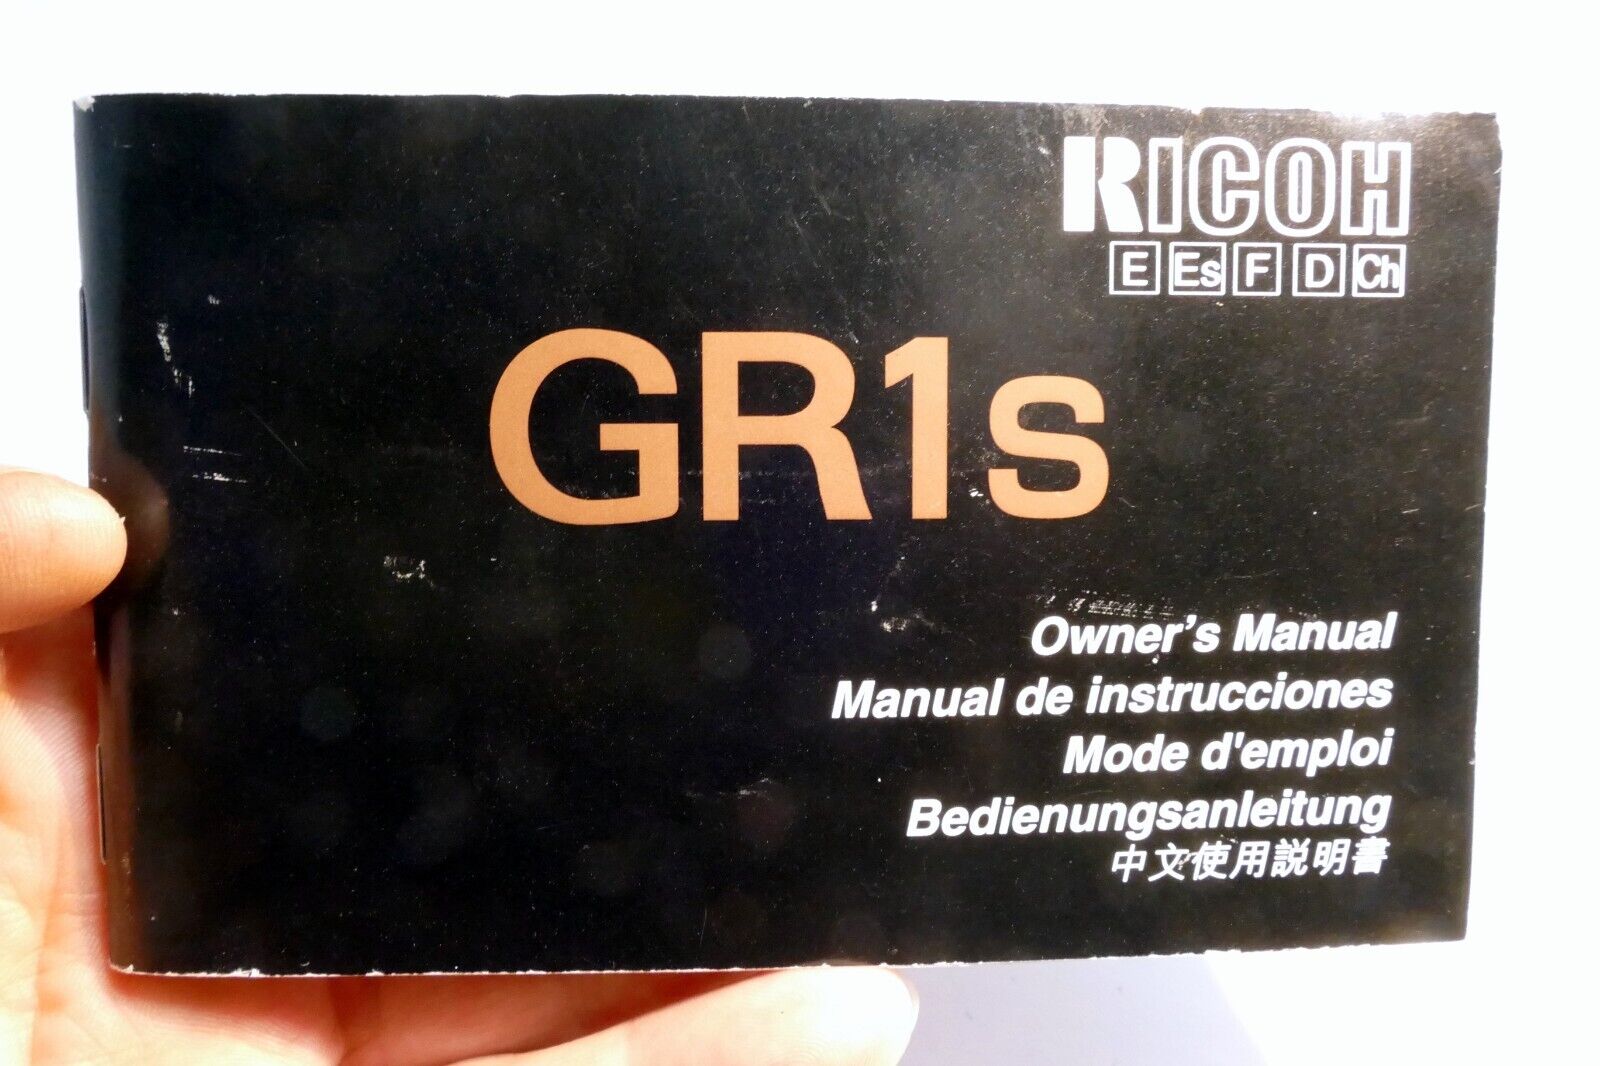 RICOH
E Es F D Ch
GR1s
Owner's Manual
Manual de instrucciones
Mode d'emploi
Bedienungsanleitung
中文使用説明書